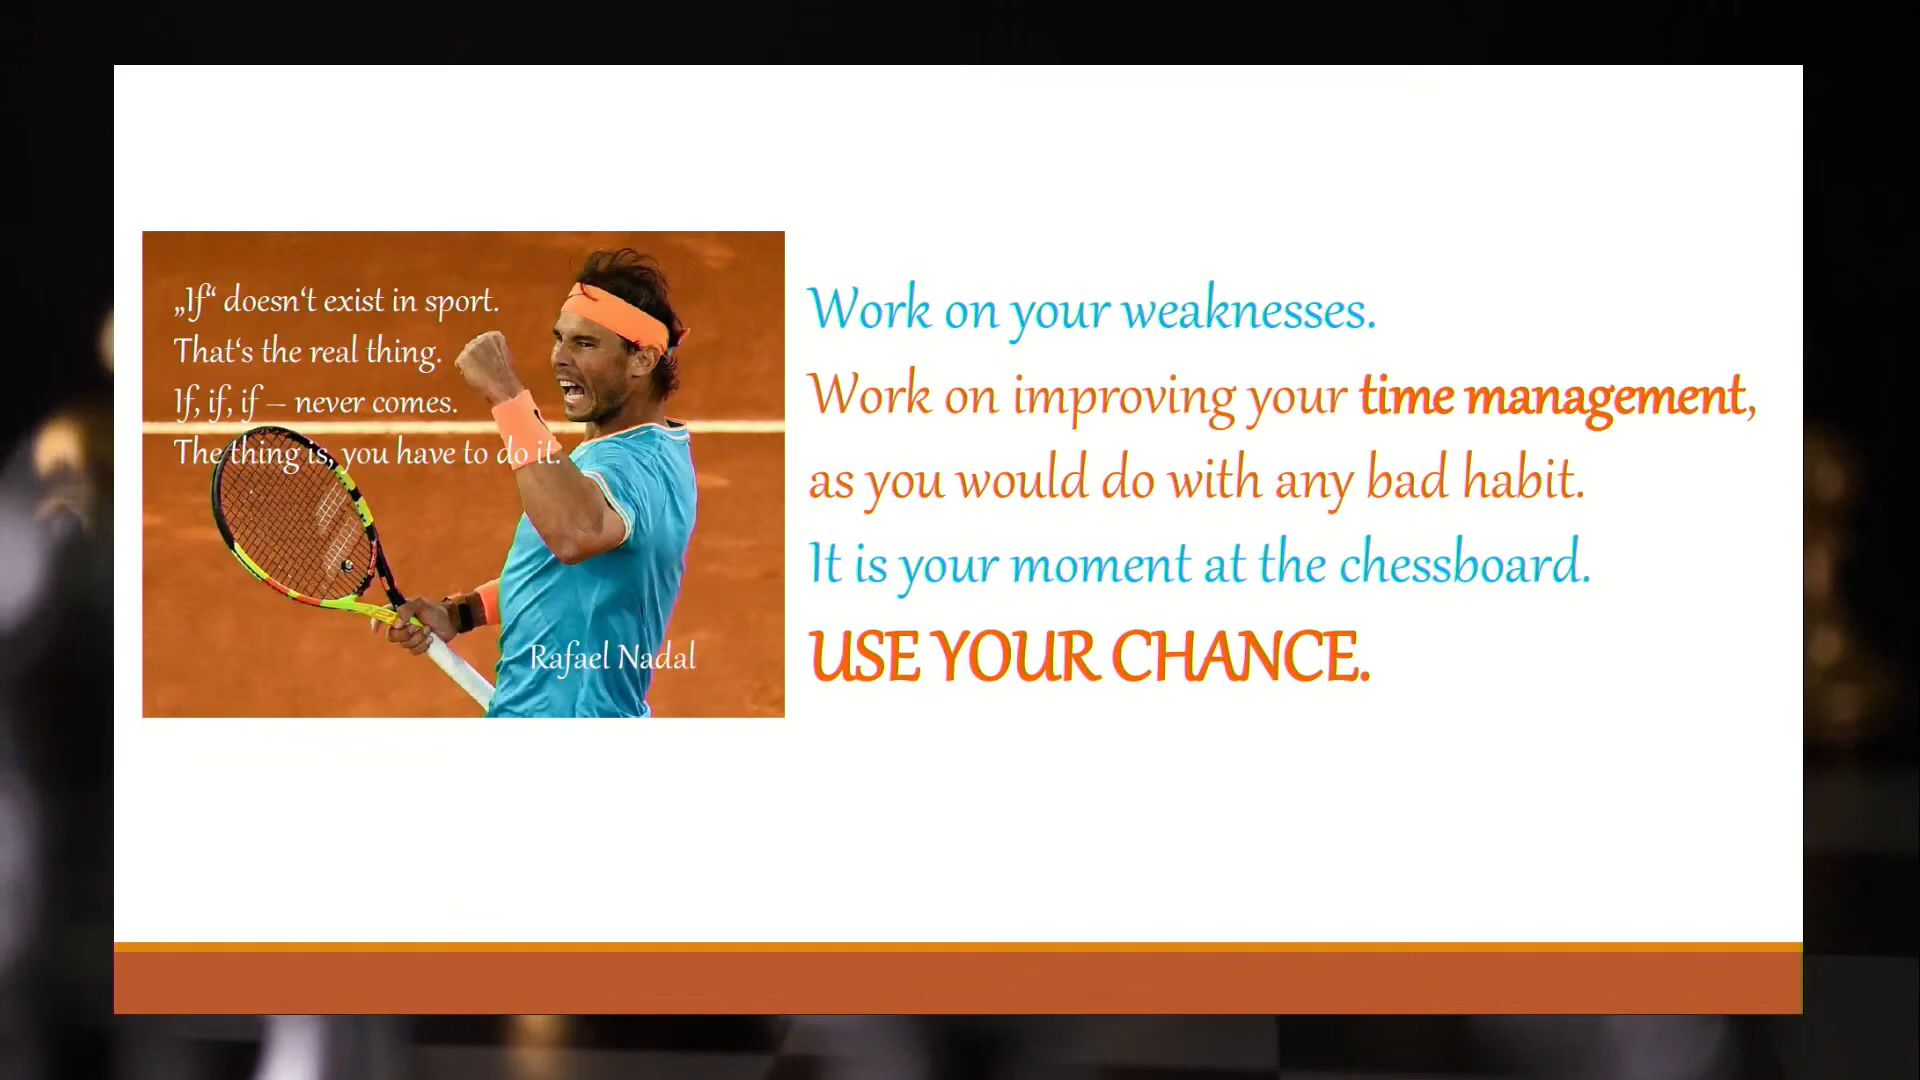 „If“ doesn‘t exist in sport.
That‘s the real thing.
If, if, if – never comes.
The thing is, you have to do it.
Rafael Nadal
Work on your weaknesses.
Work on improving your time management,
as you would do with any bad habit.
It is your moment at the chessboard.
USE YOUR CHANCE.